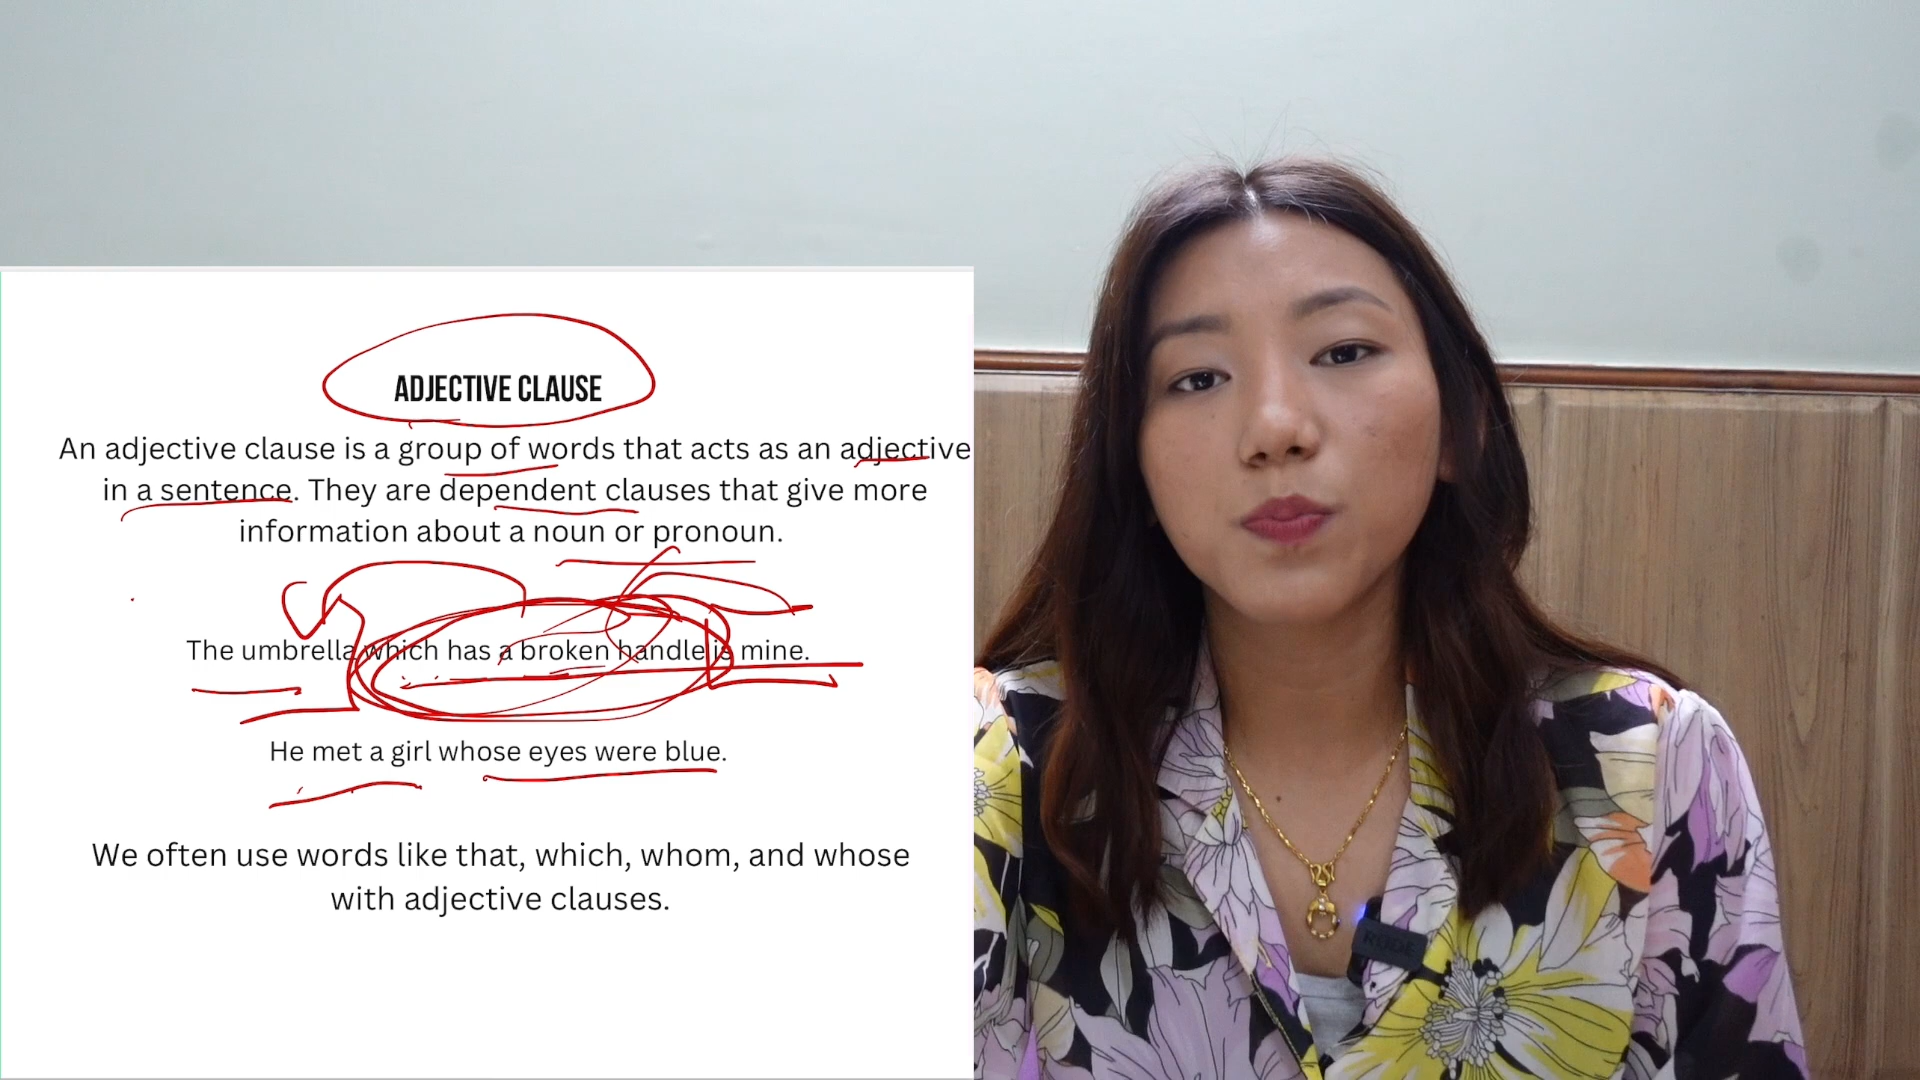 ADJECTIVE CLAUSE
An adjective clause is a group of words that acts as an adjective
in a sentence. They are dependent clauses that give more
information about a noun or pronoun.
The umbrella which has a broken handle is mine.
He met a girl whose eyes were blue.
We often use words like that, which, whom, and whose
with adjective clauses.
RØDE